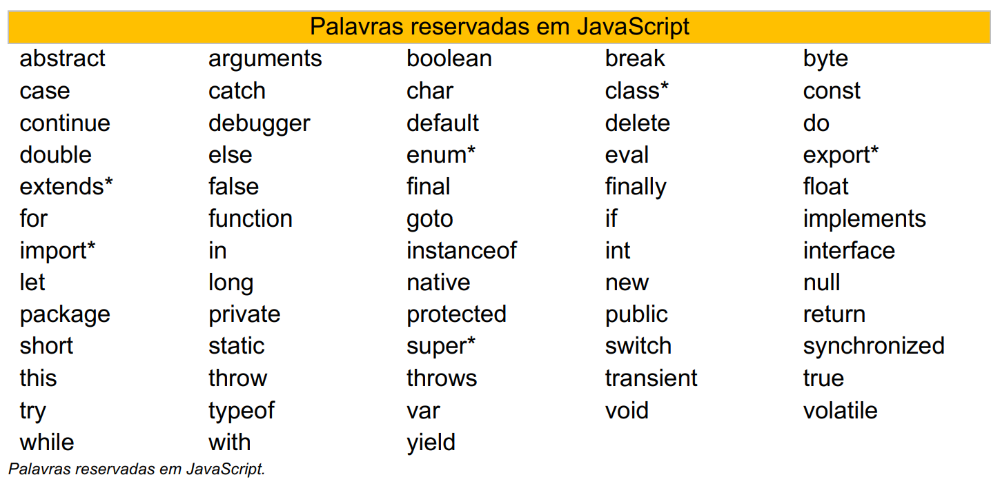 Palavras reservadas em JavaScript
abstract arguments boolean break byte
case catch char class* const
continue debugger default delete do
double else enum* eval export*
extends* false final finally float
for function goto if implements
import* in instanceof int interface
let long native new null
package private protected public return
short static super* switch synchronized
this throw throws transient true
try typeof var void volatile
while with yield
Palavras reservadas em JavaScript.